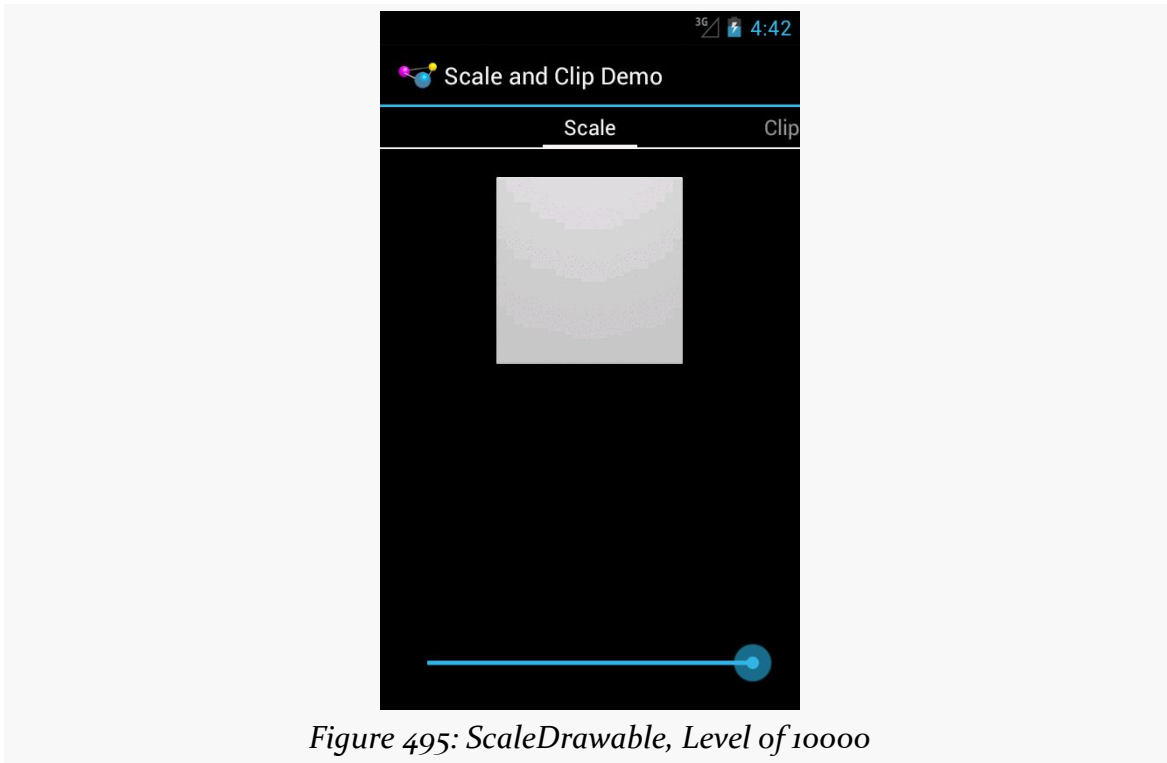 3G 4:42
Scale and Clip Demo
Scale Clip
Figure 495: ScaleDrawable, Level of 10000